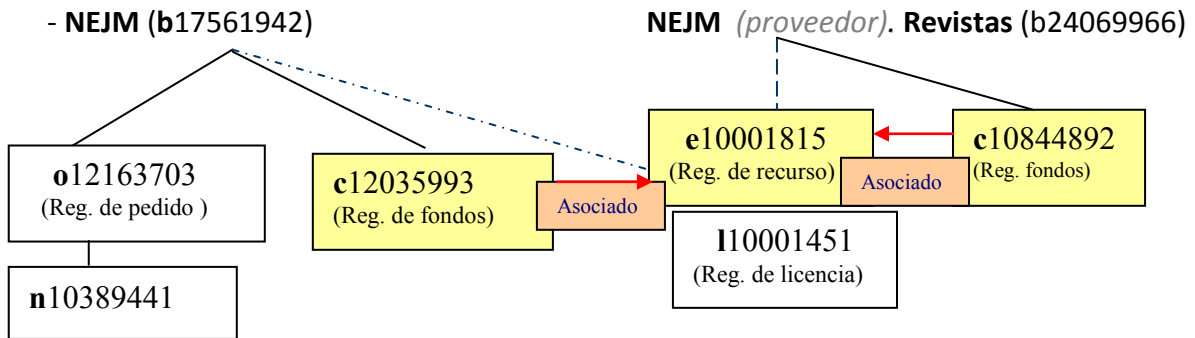 - NEJM (b17561942)
NEJM (proveedor). Revistas (b24069966)
o12163703
(Reg. de pedido )
n10389441
c12035993
(Reg. de fondos)
Asociado
e10001815
(Reg. de recurso)
l10001451
(Reg. de licencia)
Asociado
c10844892
(Reg. fondos)